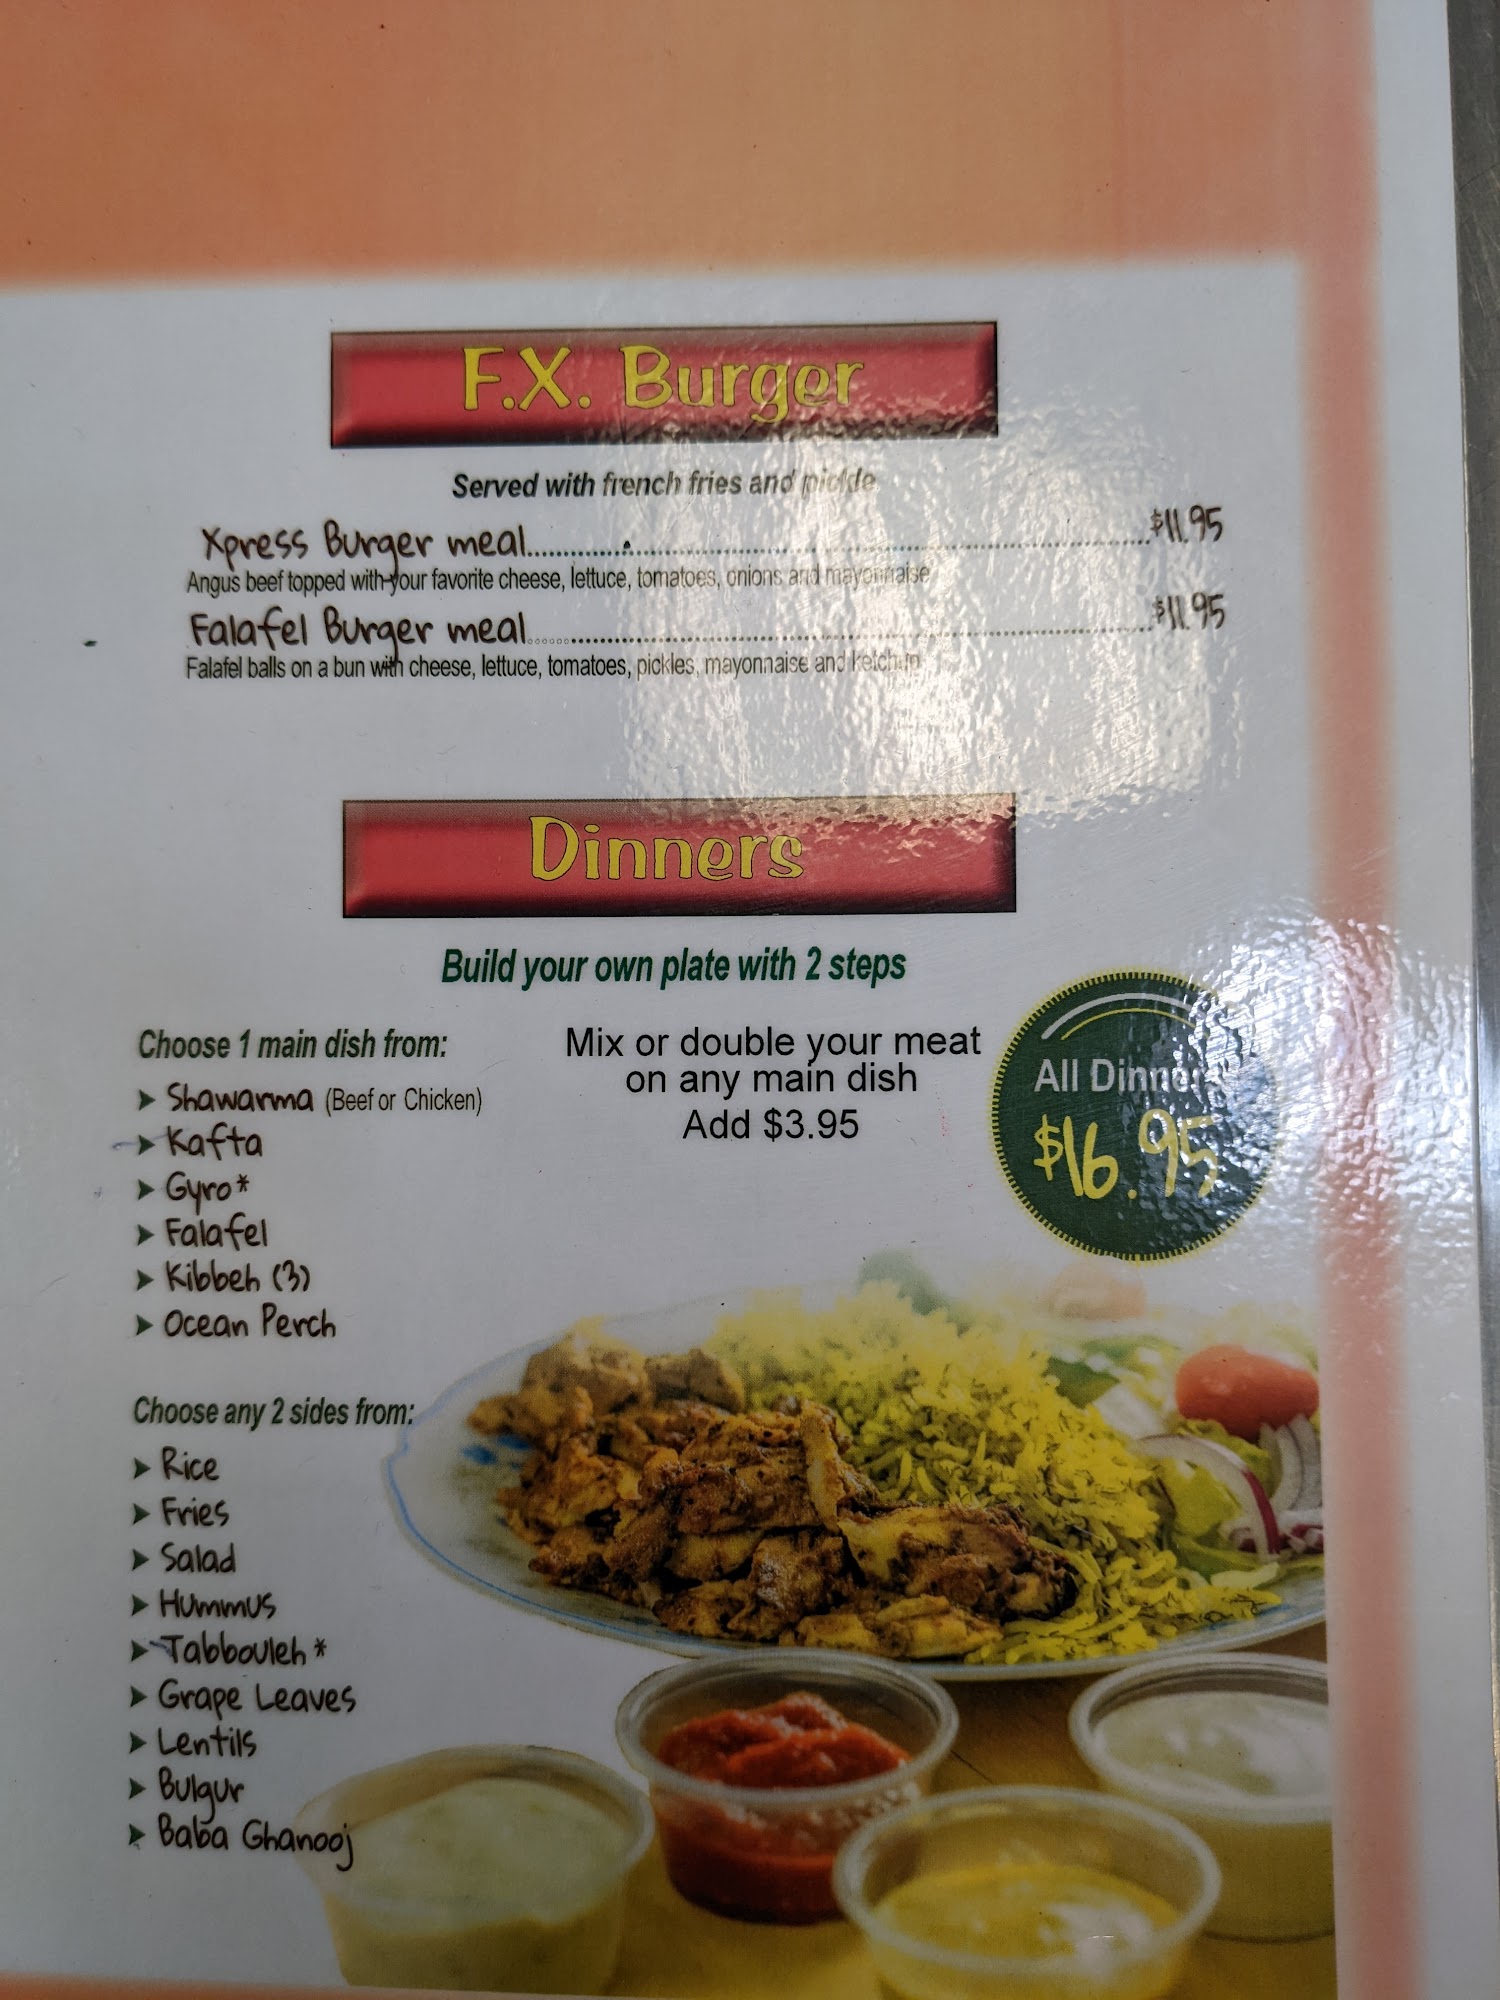 F.X. Burger
Served with french fries and pickle
Xpress Burger meal $11.95
Angus beef topped with your favorite cheese, lettuce, tomatoes, onions and mayonnaise
Falafel Burger meal $11.95
Falafel balls on a bun with cheese, lettuce, tomatoes, pickles, mayonnaise and ketchup
Dinners
Build your own plate with 2 steps
Choose 1 main dish from:
➤ Shawarma (Beef or Chicken)
➤ Kafta
➤ Gyro*
➤ Falafel
➤ Kibbeh (3)
➤ Ocean Perch
Mix or double your meat
on any main dish
Add $3.95
All Dinners
$16.95
Choose any 2 sides from:
➤ Rice
➤ Fries
➤ Salad
➤ Hummus
➤ Tabbouleh*
➤ Grape Leaves
➤ Lentils
➤ Bulgur
➤ Baba Ghanooj